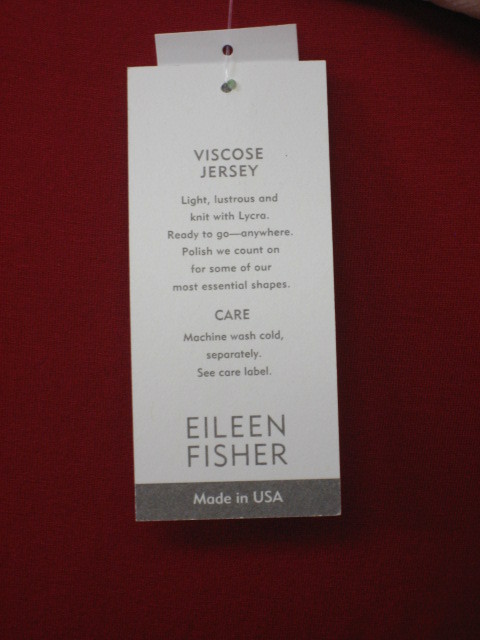 VISCOSE
JERSEY
Light, lustrous and
knit with Lycra.
Ready to go—anywhere.
Polish we count on
for some of our
most essential shapes.
CARE
Machine wash cold,
separately.
See care label.
EILEEN
FISHER
Made in USA